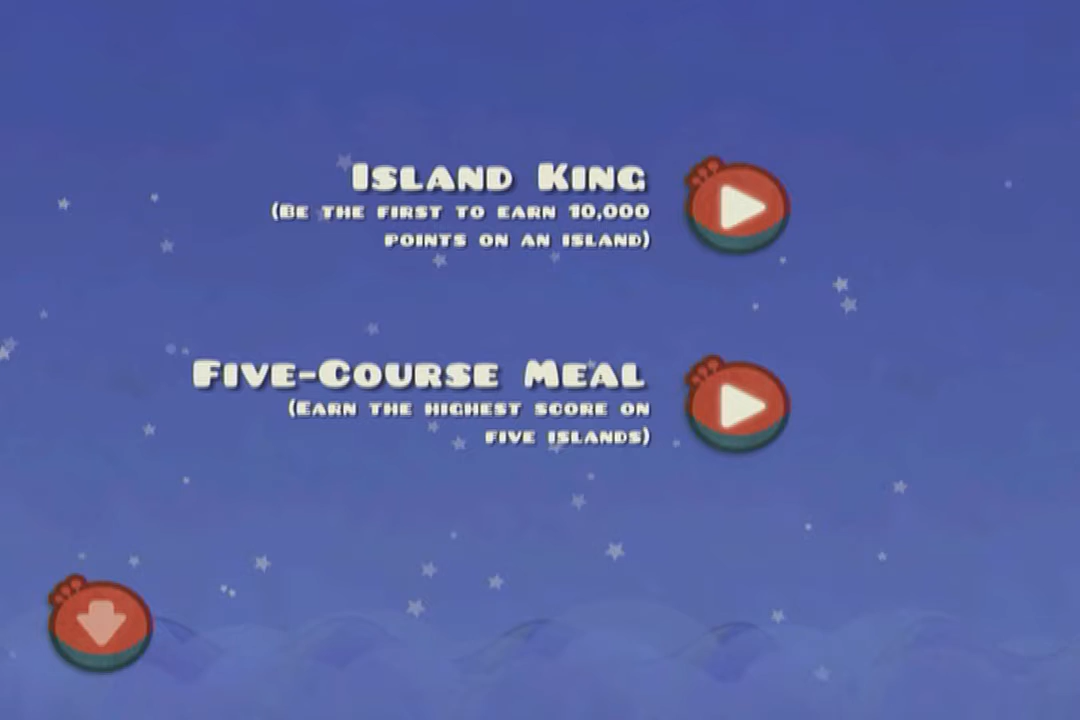 Island King
(Be the first to earn 10,000
points on an island)
Five-Course Meal
(Earn the highest score on
five islands)